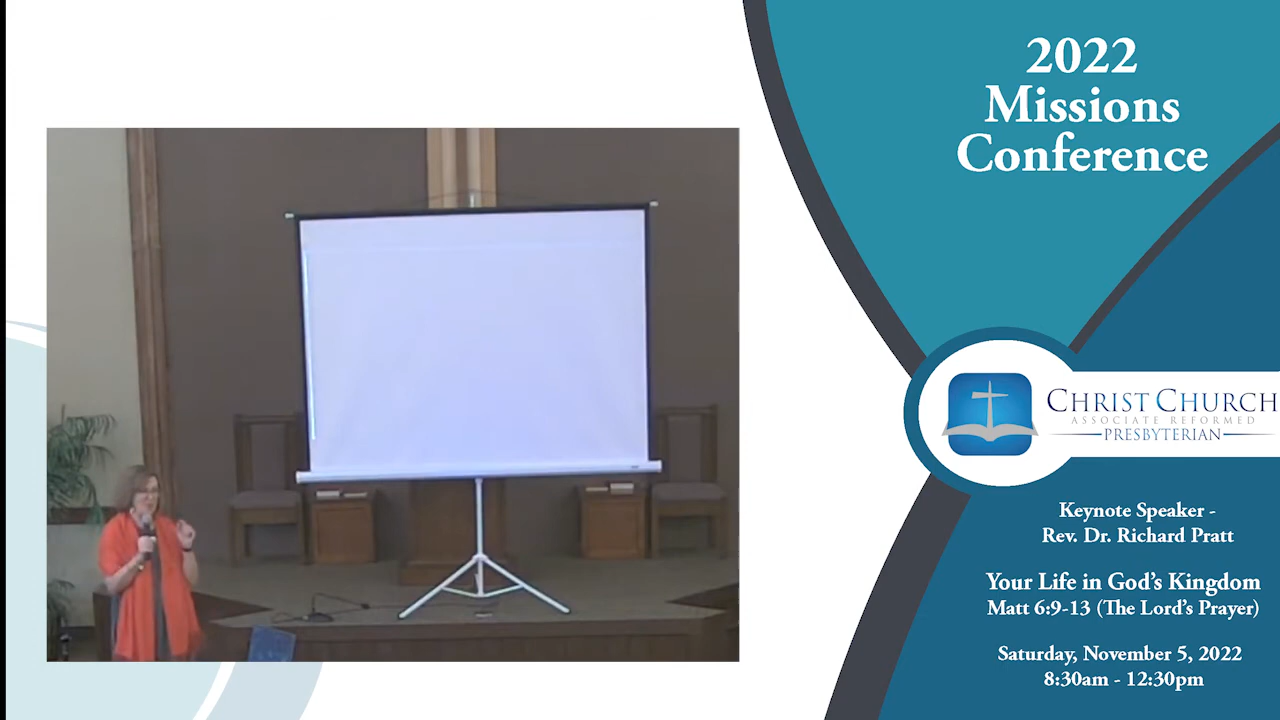 2022
Missions
Conference
CHRIST CHURCH
ASSOCIATE REFORMED
PRESBYTERIAN
Keynote Speaker -
Rev. Dr. Richard Pratt
Your Life in God's Kingdom
Matt 6:9-13 (The Lord's Prayer)
Saturday, November 5, 2022
8:30am - 12:30pm